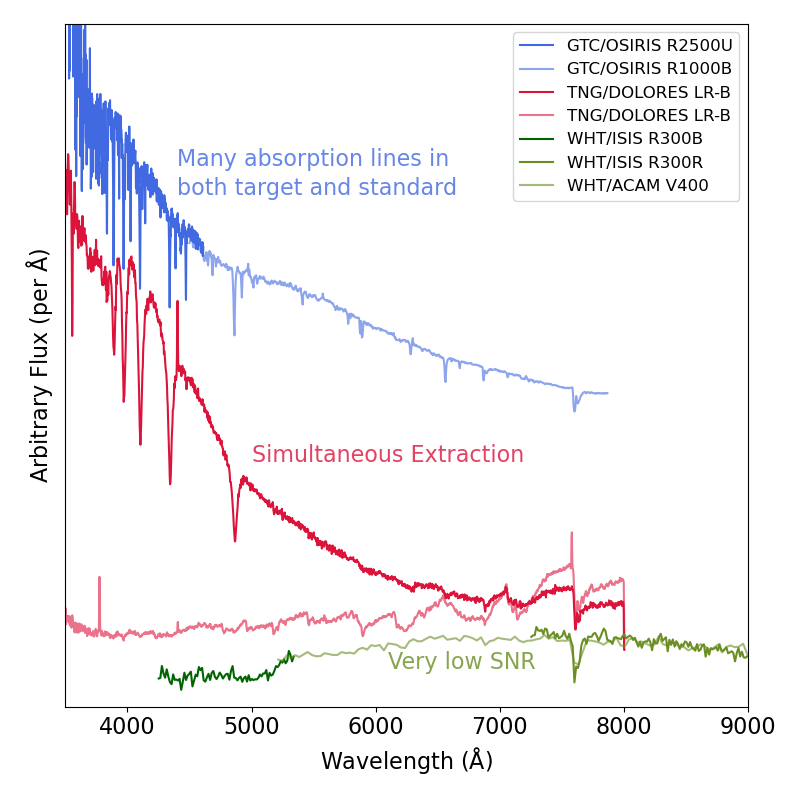 GTC/OSIRIS R2500U
GTC/OSIRIS R1000B
TNG/DOLORES LR-B
TNG/DOLORES LR-B
WHT/ISIS R300B
WHT/ISIS R300R
WHT/ACAM V400
Many absorption lines in
both target and standard
Simultaneous Extraction
Very low SNR
Arbitrary Flux (per Å)
4000 5000 6000 7000 8000 9000
Wavelength (Å)